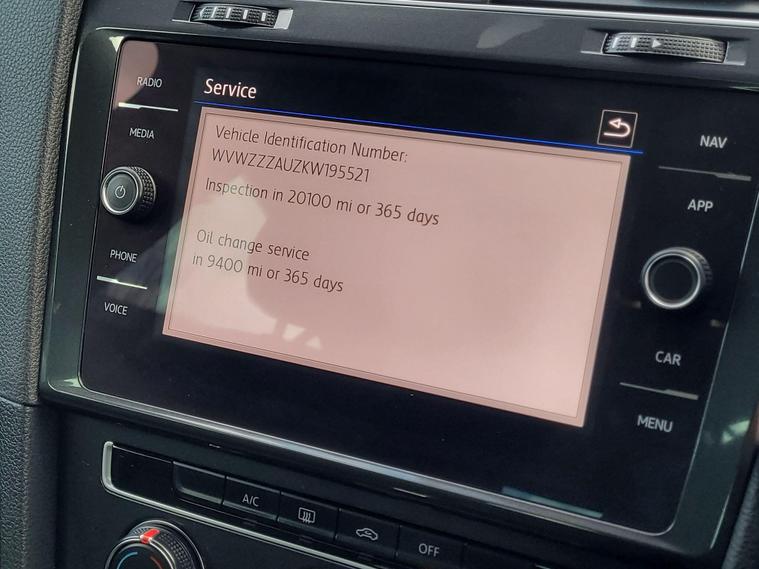 RADIO
MEDIA
PHONE
VOICE
Service
Vehicle Identification Number:
WVWZZZAUZKW195521
Inspection in 20100 mi or 365 days
Oil change service
in 9400 mi or 365 days
NAV
APP
CAR
MENU
A/C
OFF